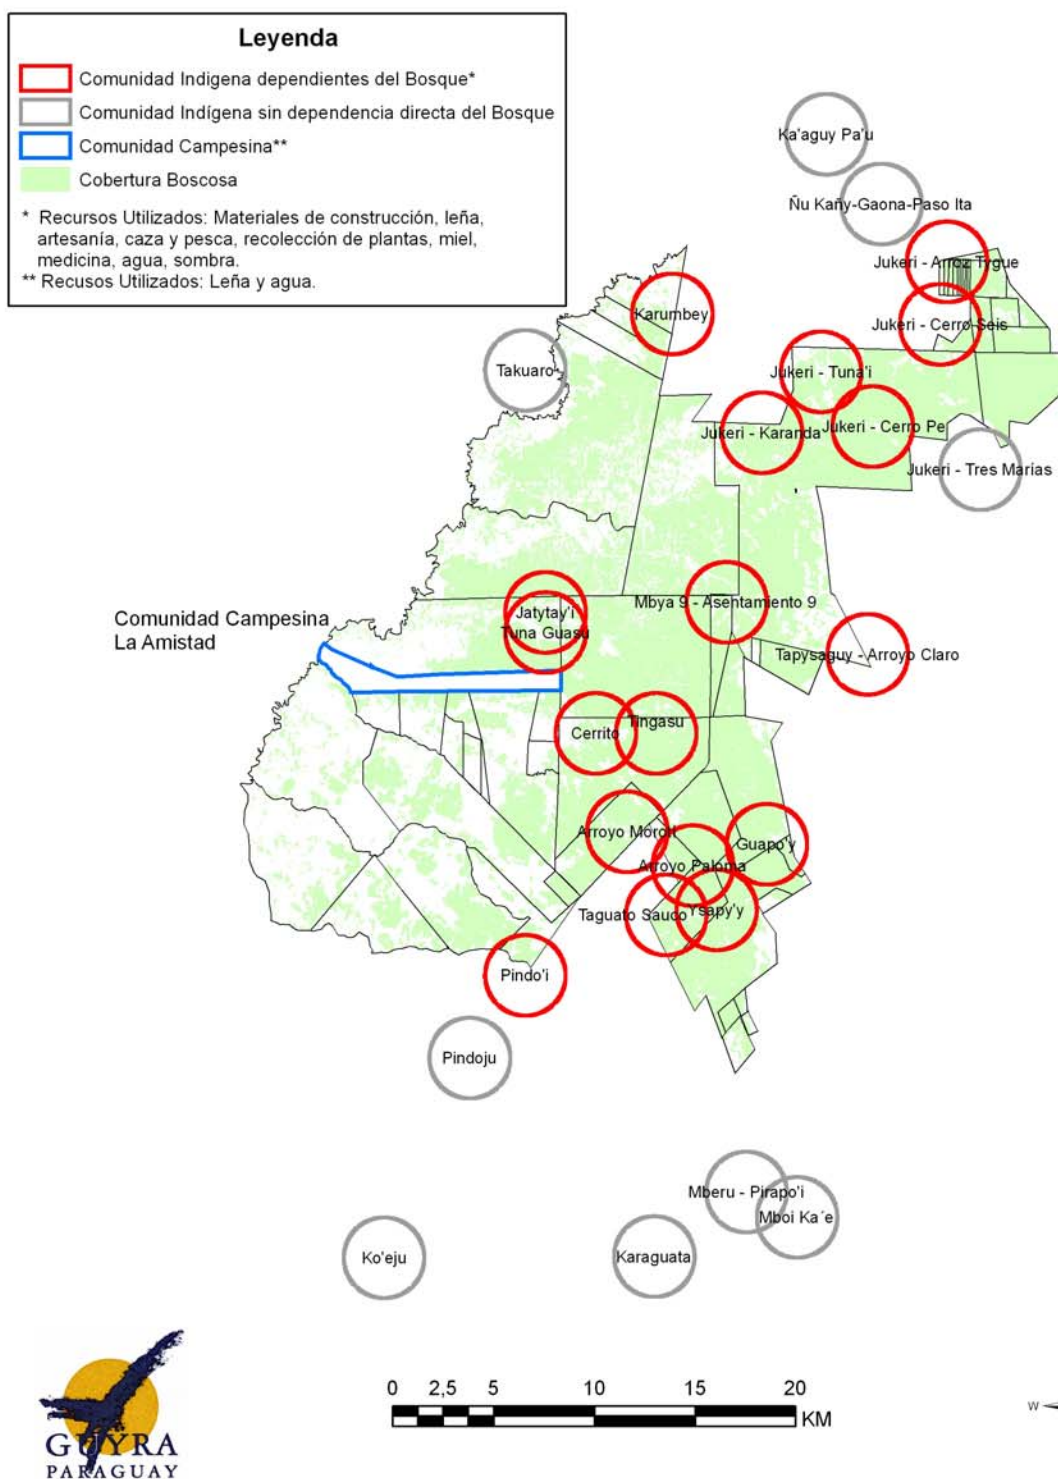 Leyenda
Comunidad Indigena dependientes del Bosque*
Comunidad Indígena sin dependencia directa del Bosque
Comunidad Campesina**
Cobertura Boscosa
* Recursos Utilizados: Materiales de construcción, leña,
artesanía, caza y pesca, recolección de plantas, miel,
medicina, agua, sombra.
** Recusos Utilizados: Leña y agua.
Ka'aguy Pa'u
Ñu Kañy-Gaona-Paso Ita
Jukeri - Arroz Tygue
Karumbey
Jukeri - Cerro Seis
Takuaro
Jukeri - Tuna'i
Jukeri - Karanda
Jukeri - Cerro Pe
Jukeri - Tres Marías
Mbya 9 - Asentamiento 9
Jatytay'i
Comunidad Campesina
La Amistad
Tuna Guasu
Tapysaguy - Arroyo Claro
Cerrito
Tingasu
Arroyo Moroti
Guapo'y
Arroyo Paloma
Taguato Sauco
Ysapy'y
Pindo'i
Pindoju
Mberu - Pirapo'i
Mboi Ka´e
Ko'eju
Karaguata
GUYRA
PARAGUAY
0 2,5 5 10 15 20
KM
W